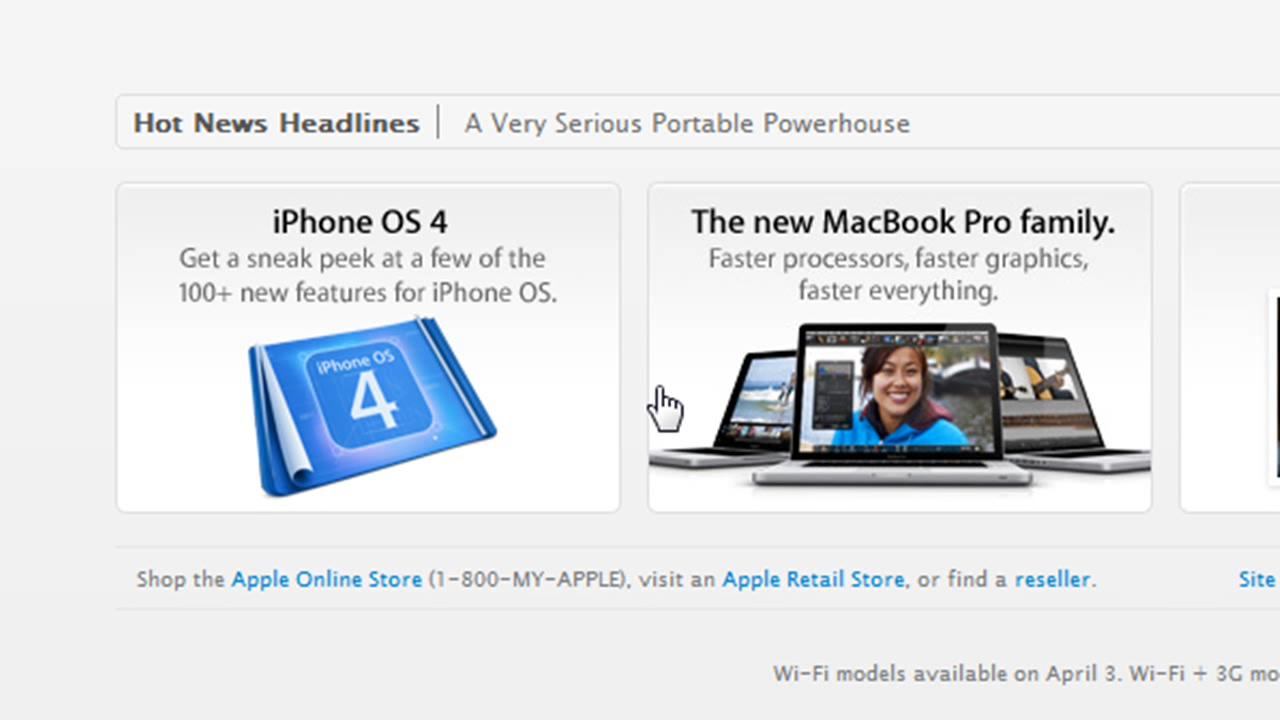 Hot News Headlines | A Very Serious Portable Powerhouse
iPhone OS 4
Get a sneak peek at a few of the
100+ new features for iPhone OS.
iPhone OS
4
The new MacBook Pro family.
Faster processors, faster graphics,
faster everything.
Shop the Apple Online Store (1-800-MY-APPLE), visit an Apple Retail Store, or find a reseller.
Site
Wi-Fi models available on April 3. Wi-Fi + 3G mo